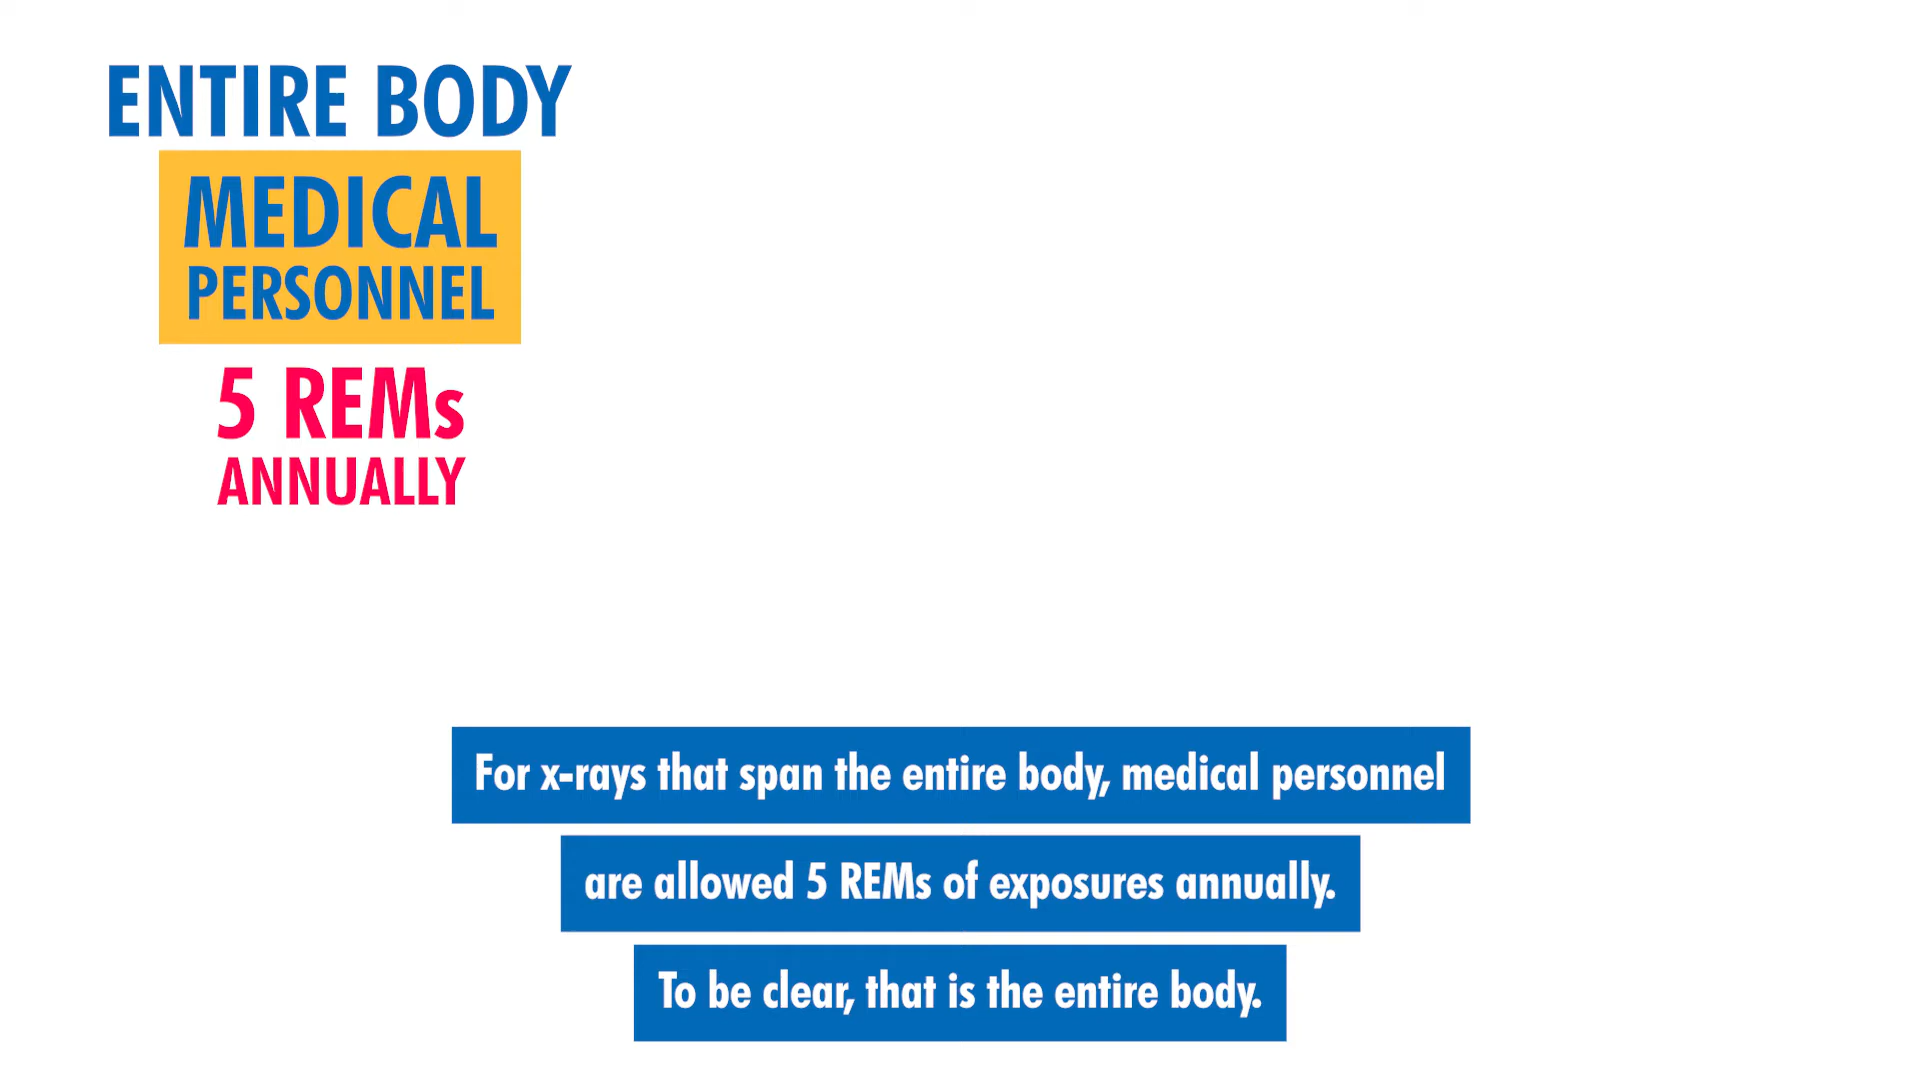 ENTIRE BODY
MEDICAL
PERSONNEL
5 REMs
ANNUALLY
For x-rays that span the entire body, medical personnel
are allowed 5 REMs of exposures annually.
To be clear, that is the entire body.